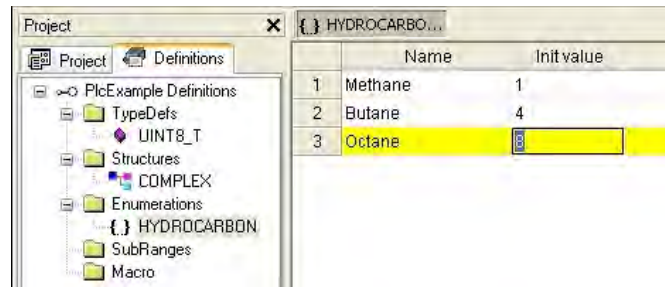 Project
Project Definitions
PlcExample Definitions
TypeDefs
UINT8_T
Structures
COMPLEX
Enumerations
{..} HYDROCARBON
SubRanges
Macro
{..} HYDROCARBO...
Name Init value
1 Methane 1
2 Butane 4
3 Octane 8